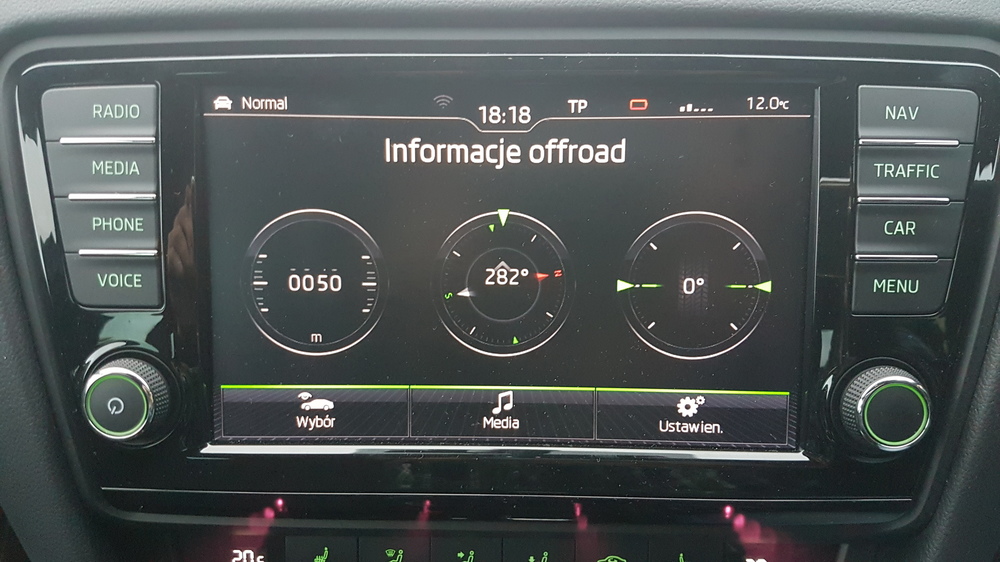 RADIO
MEDIA
PHONE
VOICE
Normal
18:18
TP
12.0°C
Informacje offroad
0050
m
282°
N
S
0°
Wybór
Media
Ustawien.
NAV
TRAFFIC
CAR
MENU